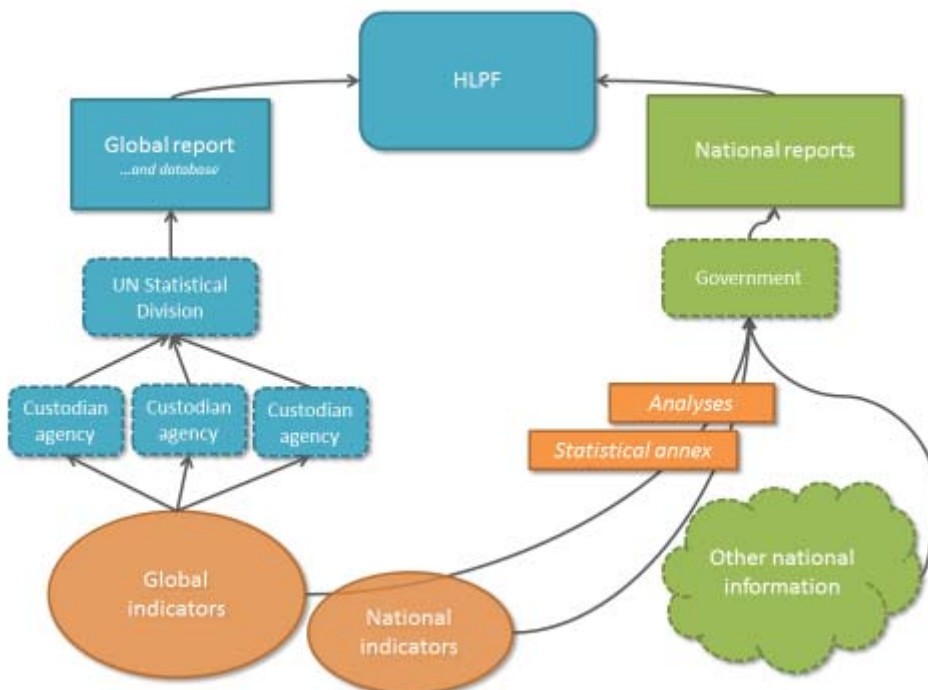 HLPF
Global report
...and database
National reports
UN Statistical
Division
Government
Custodian
agency
Custodian
agency
Custodian
agency
Analyses
Statistical annex
Global
indicators
National
indicators
Other national
information